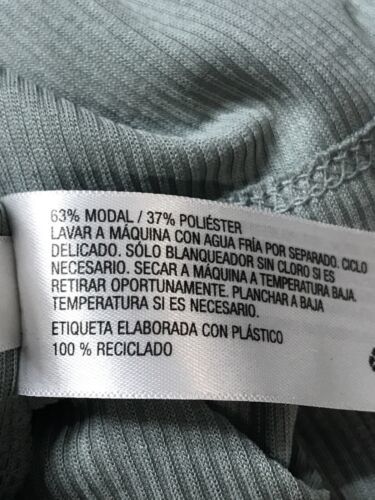 63% MODAL / 37% POLIÉSTER
LAVAR A MÁQUINA CON AGUA FRÍA POR SEPARADO. CICLO
DELICADO. SÓLO BLANQUEADOR SIN CLORO SI ES
NECESARIO. SECAR A MÁQUINA A TEMPERATURA BAJA.
RETIRAR OPORTUNAMENTE. PLANCHAR A BAJA
TEMPERATURA SI ES NECESARIO.
ETIQUETA ELABORADA CON PLÁSTICO
100 % RECICLADO